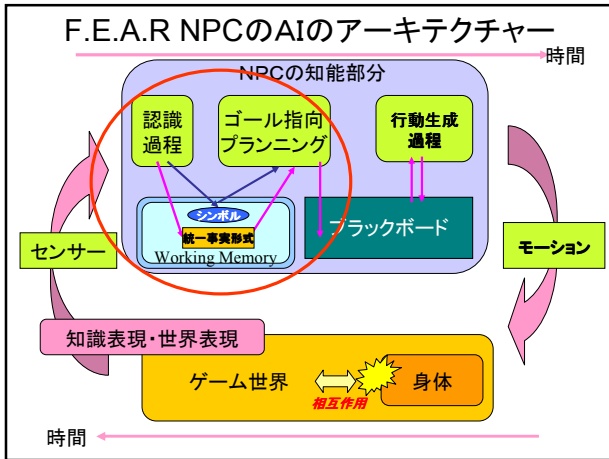 F.E.A.R NPCのAIのアーキテクチャー
時間
NPCの知能部分
認識
過程
ゴール指向
プランニング
行動生成
過程
シンボル
統一事実形式
Working Memory
ブラックボード
センサー
モーション
知識表現・世界表現
ゲーム世界
相互作用
身体
時間